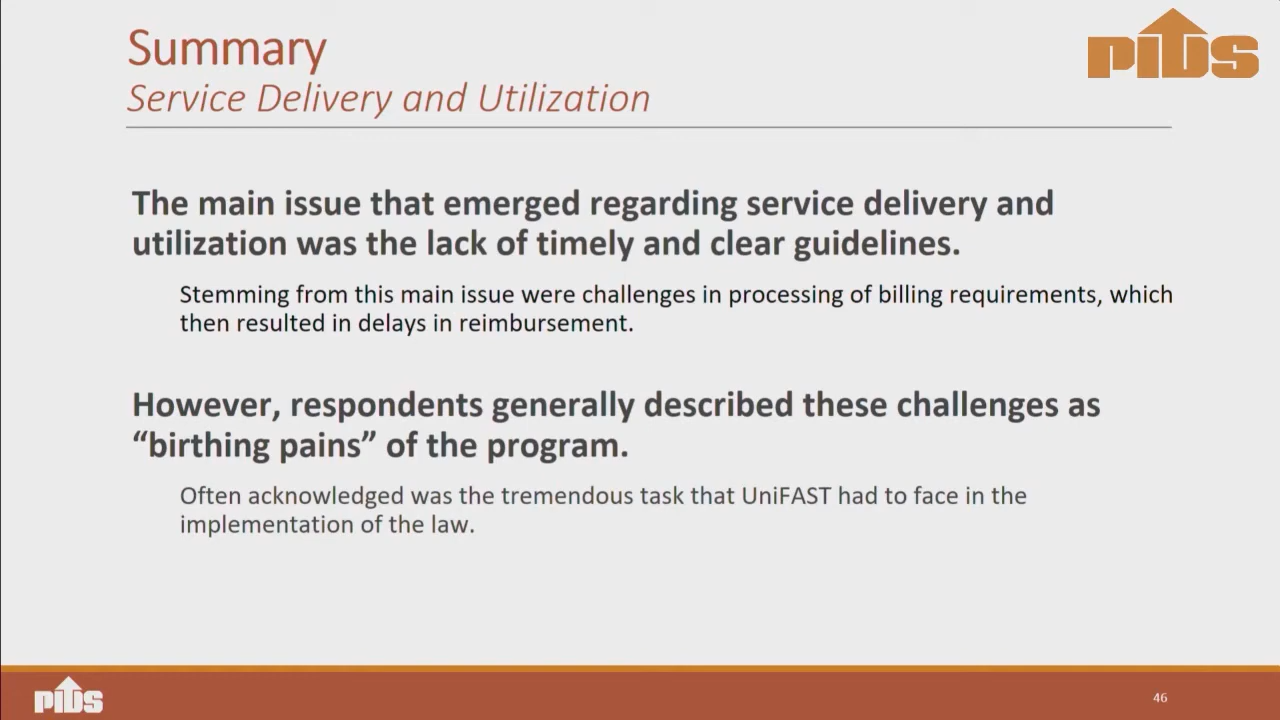 Summary
PIDS
Service Delivery and Utilization
The main issue that emerged regarding service delivery and
utilization was the lack of timely and clear guidelines.
Stemming from this main issue were challenges in processing of billing requirements, which
then resulted in delays in reimbursement.
However, respondents generally described these challenges as
“birthing pains” of the program.
Often acknowledged was the tremendous task that UniFAST had to face in the
implementation of the law.
PIDS
46